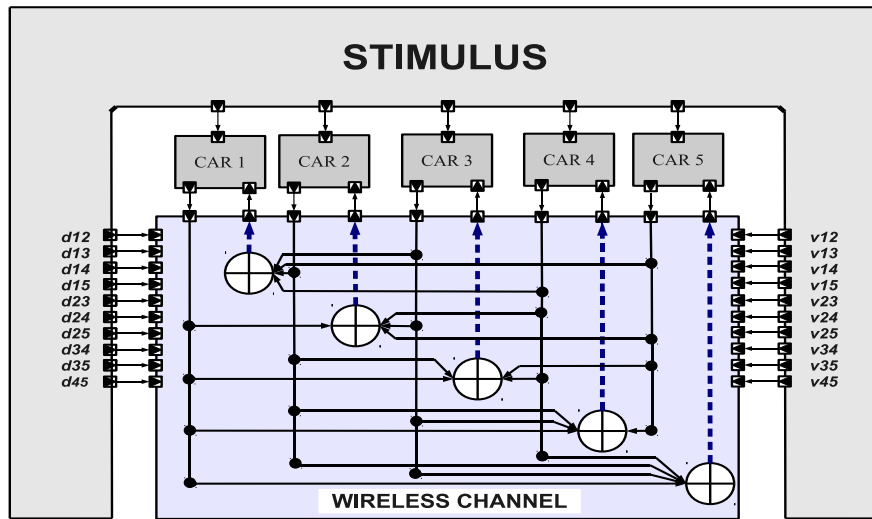 STIMULUS
CAR 1
CAR 2
CAR 3
CAR 4
CAR 5
d12
d13
d14
d15
d23
d24
d25
d34
d35
d45
v12
v13
v14
v15
v23
v24
v25
v34
v35
v45
WIRELESS CHANNEL